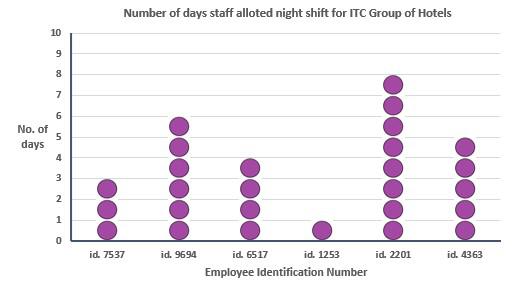 Number of days staff alloted night shift for ITC Group of Hotels
10
9
8
7
6
5
4
3
2
1
0
No. of
days
id. 7537 id. 9694 id. 6517 id. 1253 id. 2201 id. 4363
Employee Identification Number